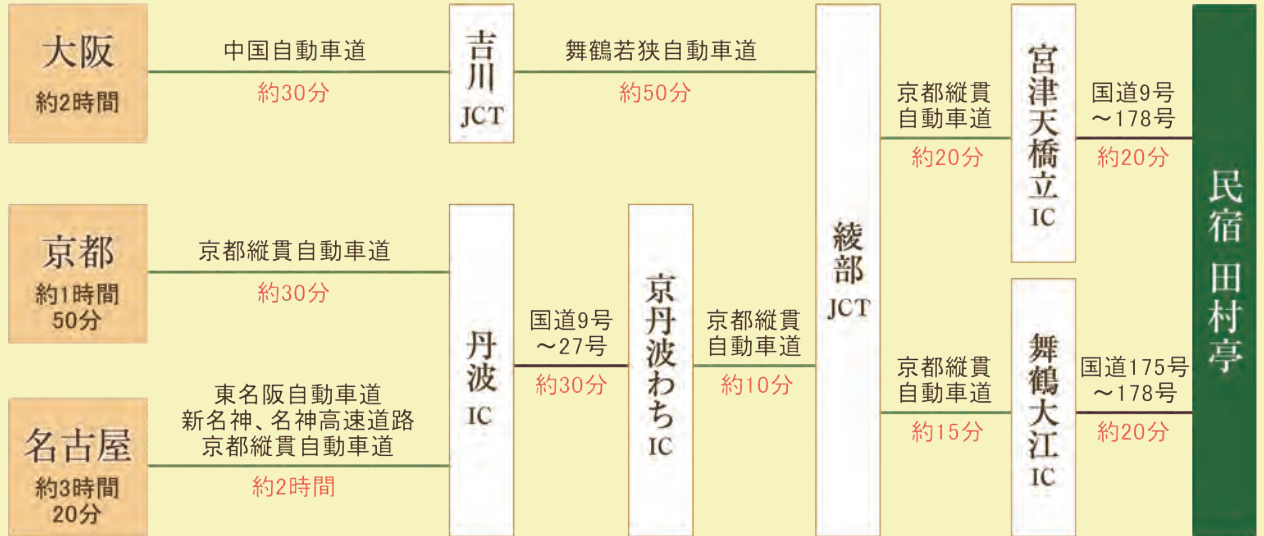 大阪
約2時間
中国自動車道
約30分
吉川
JCT
舞鶴若狭自動車道
約50分
京都
約1時間
50分
京都縦貫自動車道
約30分
名古屋
約3時間
20分
東名阪自動車道
新名神、名神高速道路
京都縦貫自動車道
約2時間
丹波
IC
国道9号
～27号
約30分
京丹波わち
IC
京都縦貫
自動車道
約10分
綾部
JCT
京都縦貫
自動車道
約20分
宮津天橋立
IC
国道9号
～178号
約20分
京都縦貫
自動車道
約15分
舞鶴大江
IC
国道175号
～178号
約20分
民宿 田村亭